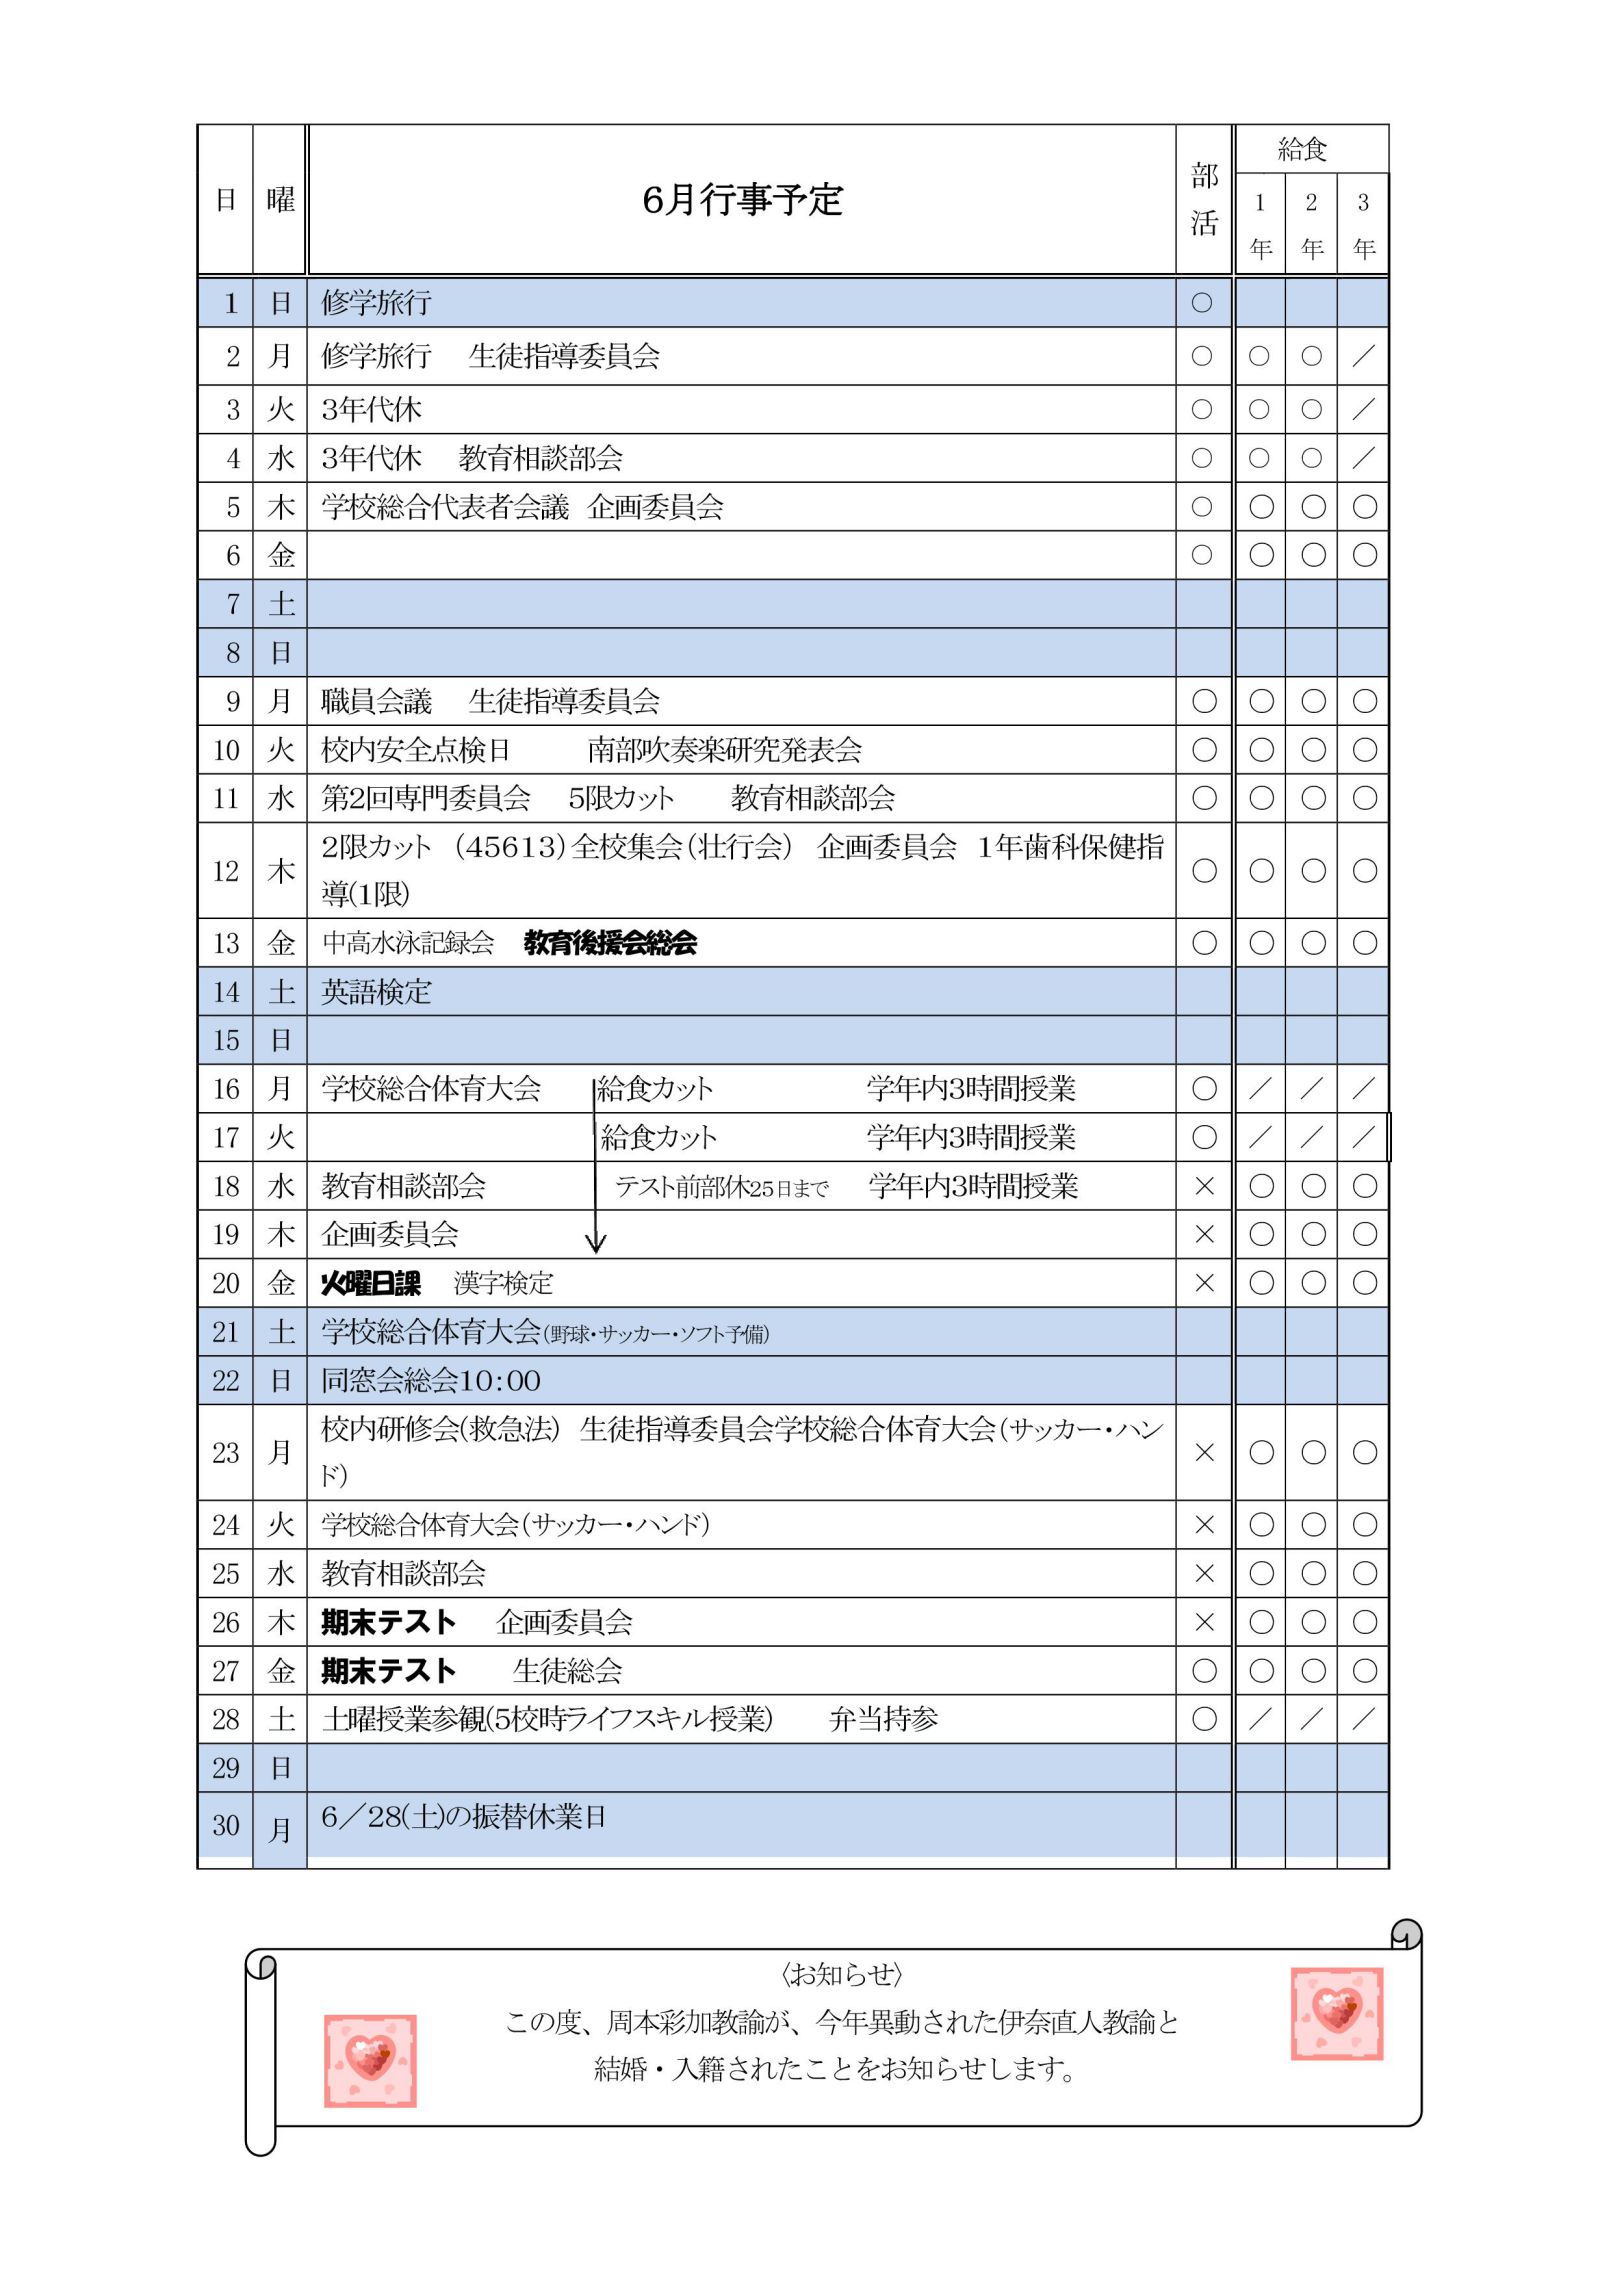 日 曜 6月行事予定 部活 給食
1年 2年 3年
1 日 修学旅行 ○
2 月 修学旅行 生徒指導委員会 ○ ○ ○ ／
3 火 3年代休 ○ ○ ○ ／
4 水 3年代休 教育相談部会 ○ ○ ○ ／
5 木 学校総合代表者会議 企画委員会 ○ ○ ○ ○
6 金 ○ ○ ○ ○
7 土
8 日
9 月 職員会議 生徒指導委員会 ○ ○ ○ ○
10 火 校内安全点検日 南部吹奏楽研究発表会 ○ ○ ○ ○
11 水 第2回専門委員会 5限カット 教育相談部会 ○ ○ ○ ○
12 木 2限カット （45613）全校集会（壮行会） 企画委員会 1年歯科保健指
導(1限) ○ ○ ○ ○
13 金 中高水泳記録会 教育後援会総会 ○ ○ ○ ○
14 土 英語検定
15 日
16 月 学校総合体育大会 給食カット 学年内3時間授業 ○ ／ ／ ／
17 火 給食カット 学年内3時間授業 ○ ／ ／ ／
18 水 教育相談部会 テスト前部休25日まで 学年内3時間授業 × ○ ○ ○
19 木 企画委員会 × ○ ○ ○
20 金 火曜日課 漢字検定 × ○ ○ ○
21 土 学校総合体育大会（野球・サッカー・ソフト予備）
22 日 同窓会総会10：00
23 月 校内研修会(救急法) 生徒指導委員会学校総合体育大会（サッカー・ハン
ド） × ○ ○ ○
24 火 学校総合体育大会（サッカー・ハンド） × ○ ○ ○
25 水 教育相談部会 × ○ ○ ○
26 木 期末テスト 企画委員会 × ○ ○ ○
27 金 期末テスト 生徒総会 ○ ○ ○ ○
28 土 土曜授業参観(5校時ライフスキル授業) 弁当持参 ○ ／ ／ ／
29 日
30 月 6／28(土)の振替休業日
〈お知らせ〉
この度、周本彩加教諭が、今年異動された伊奈直人教諭と
結婚・入籍されたことをお知らせします。